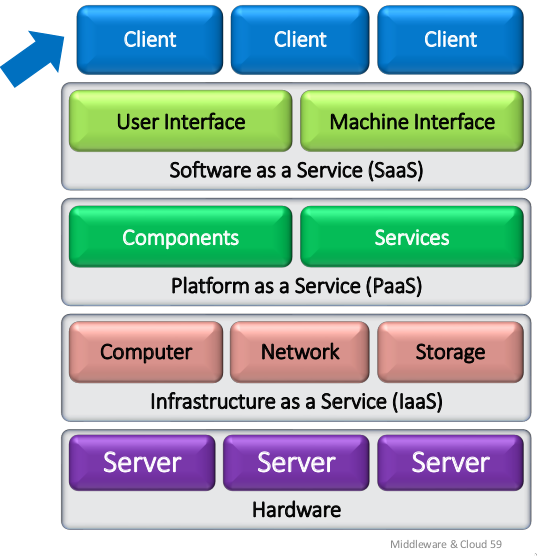 Client Client Client
User Interface Machine Interface
Software as a Service (SaaS)
Components Services
Platform as a Service (PaaS)
Computer Network Storage
Infrastructure as a Service (IaaS)
Server Server Server
Hardware
Middleware & Cloud 59